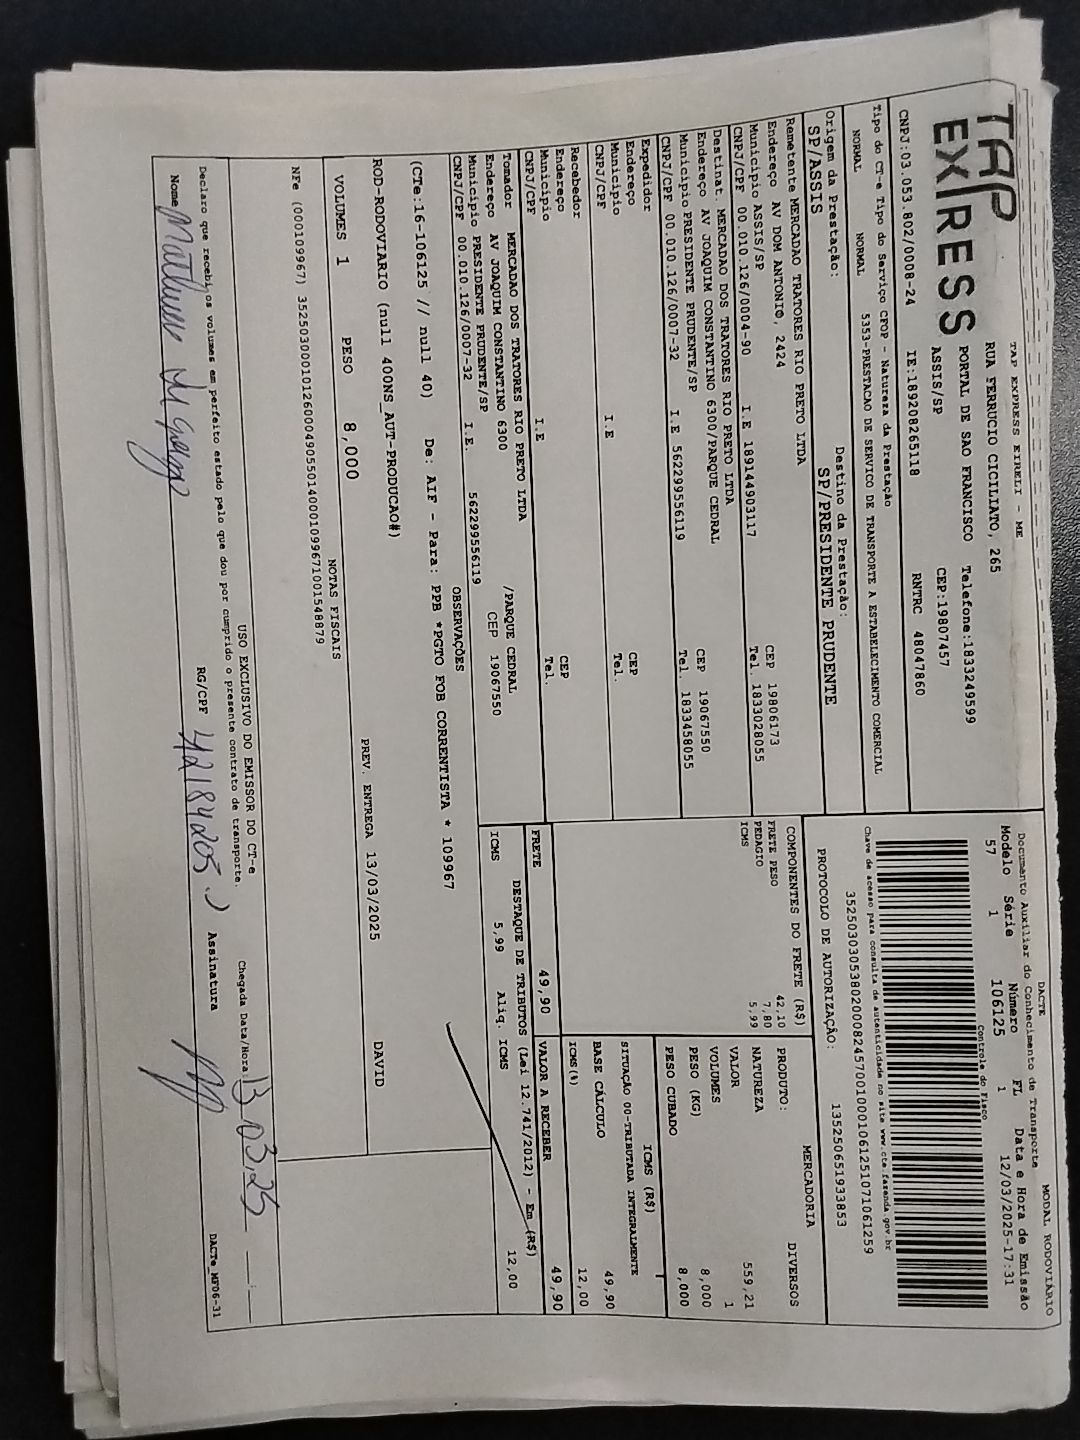 TAP
EXPRESS
TAP EXPRESS EIRELI - ME
RUA FERRUCIO CICILIATO, 265
PORTAL DE SAO FRANCISCO Telefone:1833249599
ASSIS/SP CEP:19807457
CNPJ:03.053.802/0008-24 IE:189208265118 RNTRC 48047860
DACTE MODAL RODOVIÁRIO
Documento Auxiliar do Conhecimento de Transporte
Modelo Série Número FL Data e Hora de Emissão
57 1 106125 1 12/03/2025-17:31
Controle do Fisco
Chave de acesso para consulta de autenticidade no site www.cte.fazenda.gov.br
35250303053802000824570010001061251071061259
PROTOCOLO DE AUTORIZAÇÃO: 135250651933853
Tipo do CT-e Tipo do Serviço CFOP - Natureza da Prestação
NORMAL NORMAL 5353-PRESTACAO DE SERVICO DE TRANSPORTE A ESTABELECIMENTO COMERCIAL
Origem da Prestação: Destino da Prestação:
SP/ASSIS SP/PRESIDENTE PRUDENTE
Remetente MERCADAO TRATORES RIO PRETO LTDA
Endereço AV DOM ANTONIO, 2424 CEP 19806173
Município ASSIS/SP Tel. 1833028055
CNPJ/CPF 00.010.126/0004-90 I.E 189144903117
Destinat. MERCADAO DOS TRATORES RIO PRETO LTDA
Endereço AV JOAQUIM CONSTANTINO 6300/PARQUE CEDRAL CEP 19067550
Município PRESIDENTE PRUDENTE/SP Tel. 1833458055
CNPJ/CPF 00.010.126/0007-32 I.E 562299556119
Expedidor
Endereço CEP
Município Tel.
CNPJ/CPF I.E
Recebedor
Endereço CEP
Município Tel.
CNPJ/CPF I.E
Tomador MERCADAO DOS TRATORES RIO PRETO LTDA
Endereço AV JOAQUIM CONSTANTINO 6300 /PARQUE CEDRAL
Município PRESIDENTE PRUDENTE/SP CEP 19067550
CNPJ/CPF 00.010.126/0007-32 I.E. 562299556119
COMPONENTES DO FRETE (R$)
FRETE PESO 42,10
PEDAGIO 7,80
ICMS 5,99
PRODUTO: MERCADORIA DIVERSOS
NATUREZA
VALOR 559,21
VOLUMES 1
PESO (KG) 8,000
PESO CUBADO 8,000
ICMS (R$)
SITUAÇÃO 00-TRIBUTADA INTEGRALMENTE
BASE CÁLCULO 49,90
ICMS(%) 12,00
FRETE 49,90 VALOR A RECEBER 49,90
DESTAQUE DE TRIBUTOS (Lei 12.741/2012) - Em (R$)
ICMS 5,99 Aliq. ICMS 12,00
OBSERVAÇÕES
(CTe:16-106125 // null 40) De: AIF - Para: PPB *PGTO FOB CORRENTISTA * 109967
ROD-RODOVIARIO (null 400NS_AUT-PRODUCAO#) PREV. ENTREGA 13/03/2025 DAVID
VOLUMES 1 PESO 8,000
NOTAS FISCAIS
NFe (000109967) 35250300010126000490550140001099671001548879
USO EXCLUSIVO DO EMISSOR DO CT-e
Declaro que recebi os volumes em perfeito estado pelo que dou por cumprido o presente contrato de transporte. Chegada Data/Hora: 13 03,25 :
Nome RG/CPF Assinatura
DACTe_MP06-31